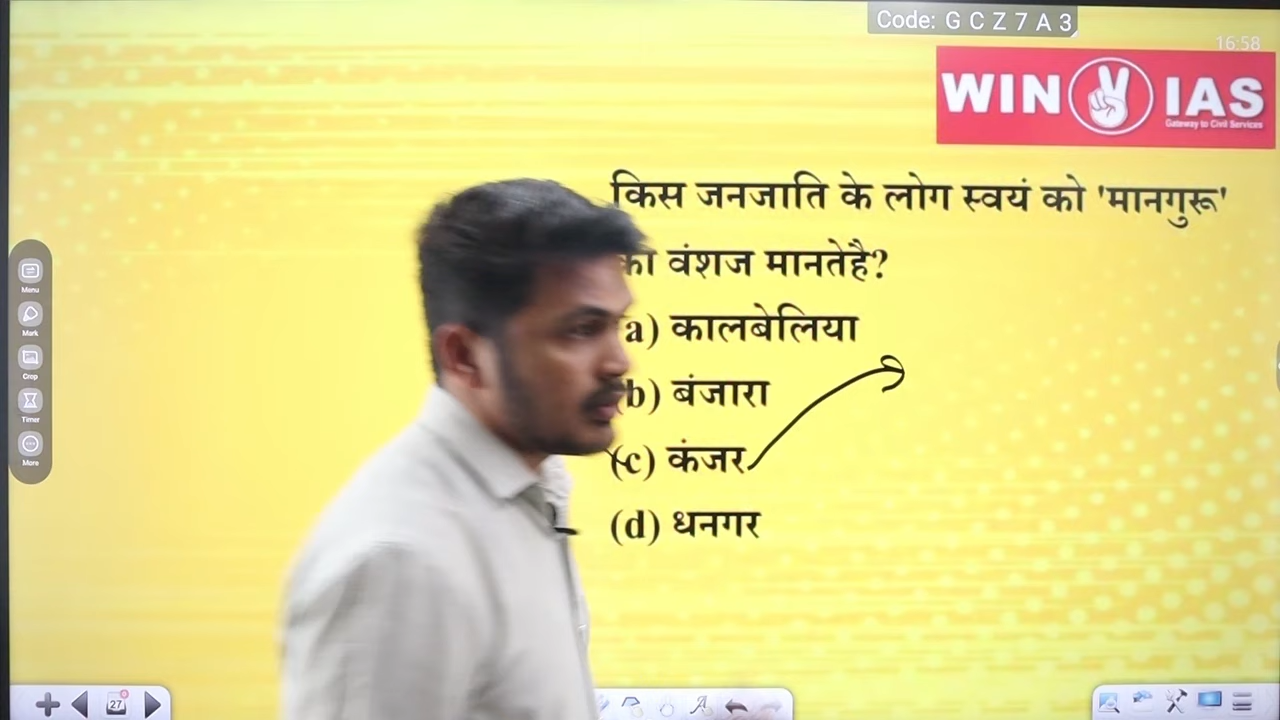 Code: G C Z 7 A 3
16:58
WIN IAS
Gateway to Civil Services
किस जनजाति के लोग स्वयं को 'मानगुरू'
का वंशज मानतेहै?
a) कालबेलिया
b) बंजारा
(c) कंजर
(d) धनगर
Menu
Mark
Crop
Timer
More
27